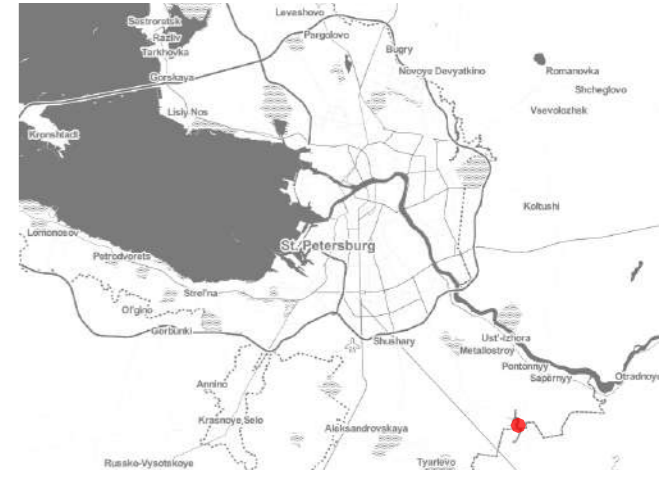 Levashovo
Sestroratsk
Pargolovo
Razliv
Bugry
Tarkhovka
Novoye Devyatkino
Romanovka
Gorskaya
Shcheglovo
Vsevolozhsk
Lisiy Nos
Kronshtadt
Koltushi
Lomonosov
St. Petersburg
Petrodvorets
Strel'na
Ol'gino
Gorbunki
Ust'-Izhora
Shushary
Metallostroy
Pontonnyy
Sapernyy
Otradnoye
Annino
Krasnoye Selo
Aleksandrovskaya
Russko-Vysotskoye
Tyarlevo